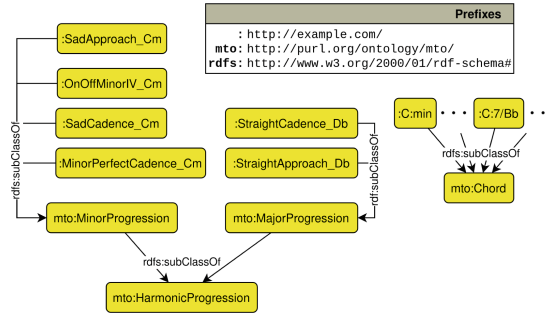 Prefixes
: http://example.com/
mto: http://purl.org/ontology/mto/
rdfs: http://www.w3.org/2000/01/rdf-schema#
:SadApproach_Cm
:OnOffMinorIV_Cm
:SadCadence_Cm
:MinorPerfectCadence_Cm
rdfs:subClassOf
:StraightCadence_Db
:StraightApproach_Db
rdf:subClassOf
:C:min
• • •
:C:7/Bb
• • •
rdfs:subClassOf
mto:Chord
mto:MinorProgression
mto:MajorProgression
rdfs:subClassOf
mto:HarmonicProgression